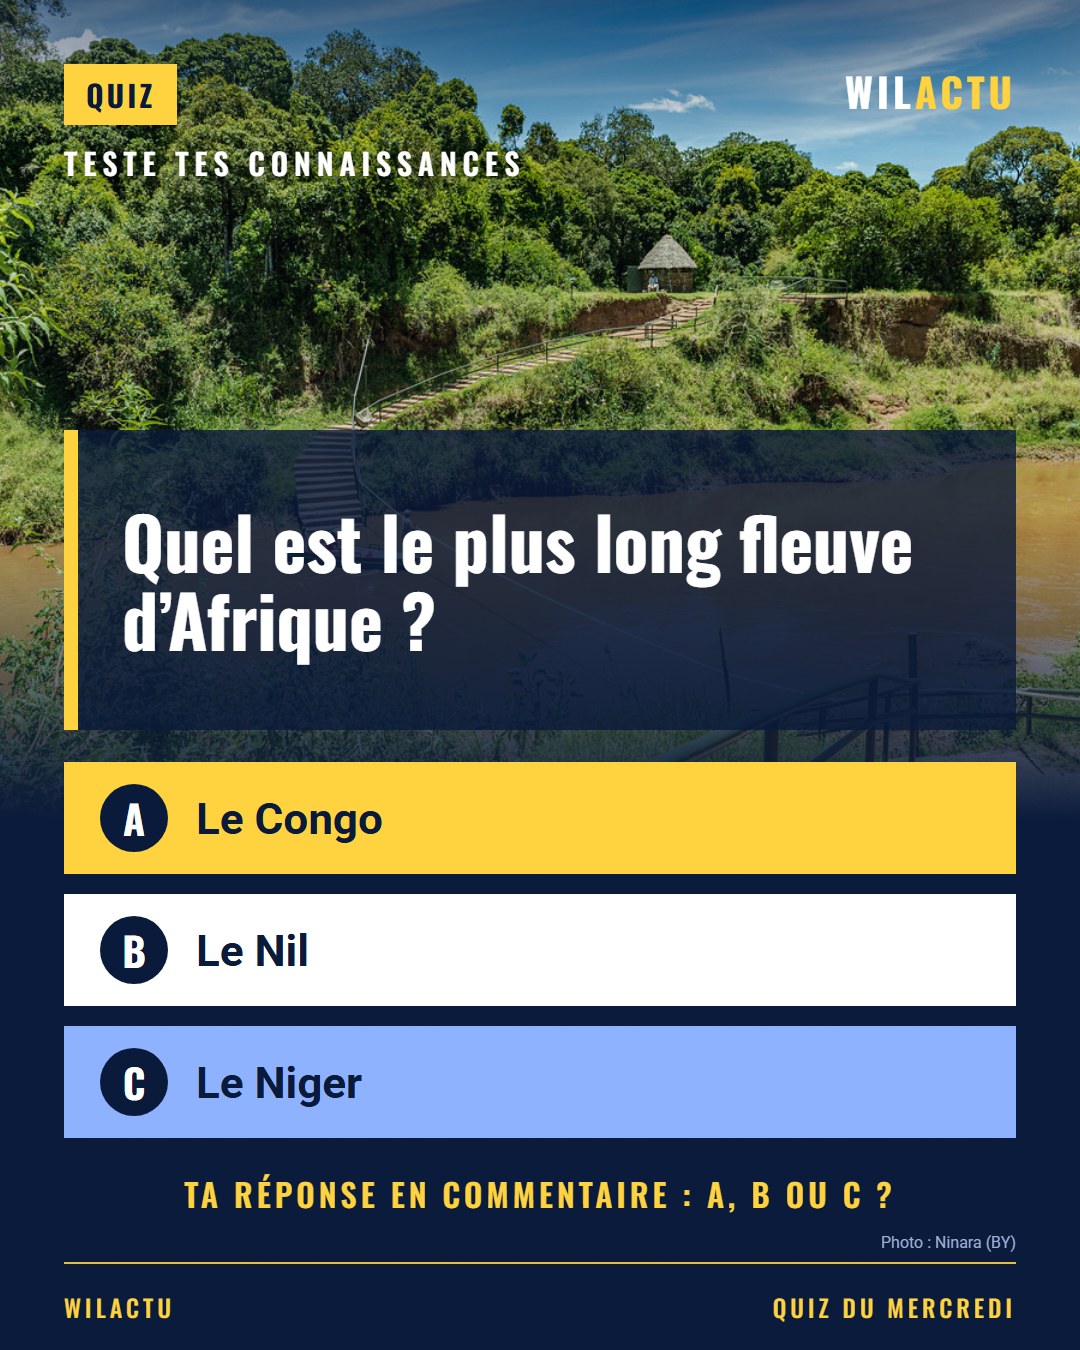 QUIZ
WILACTU
TESTE TES CONNAISSANCES
Quel est le plus long fleuve
d’Afrique ?
A Le Congo
B Le Nil
C Le Niger
TA RÉPONSE EN COMMENTAIRE : A, B OU C ?
Photo : Ninara (BY)
WILACTU
QUIZ DU MERCREDI